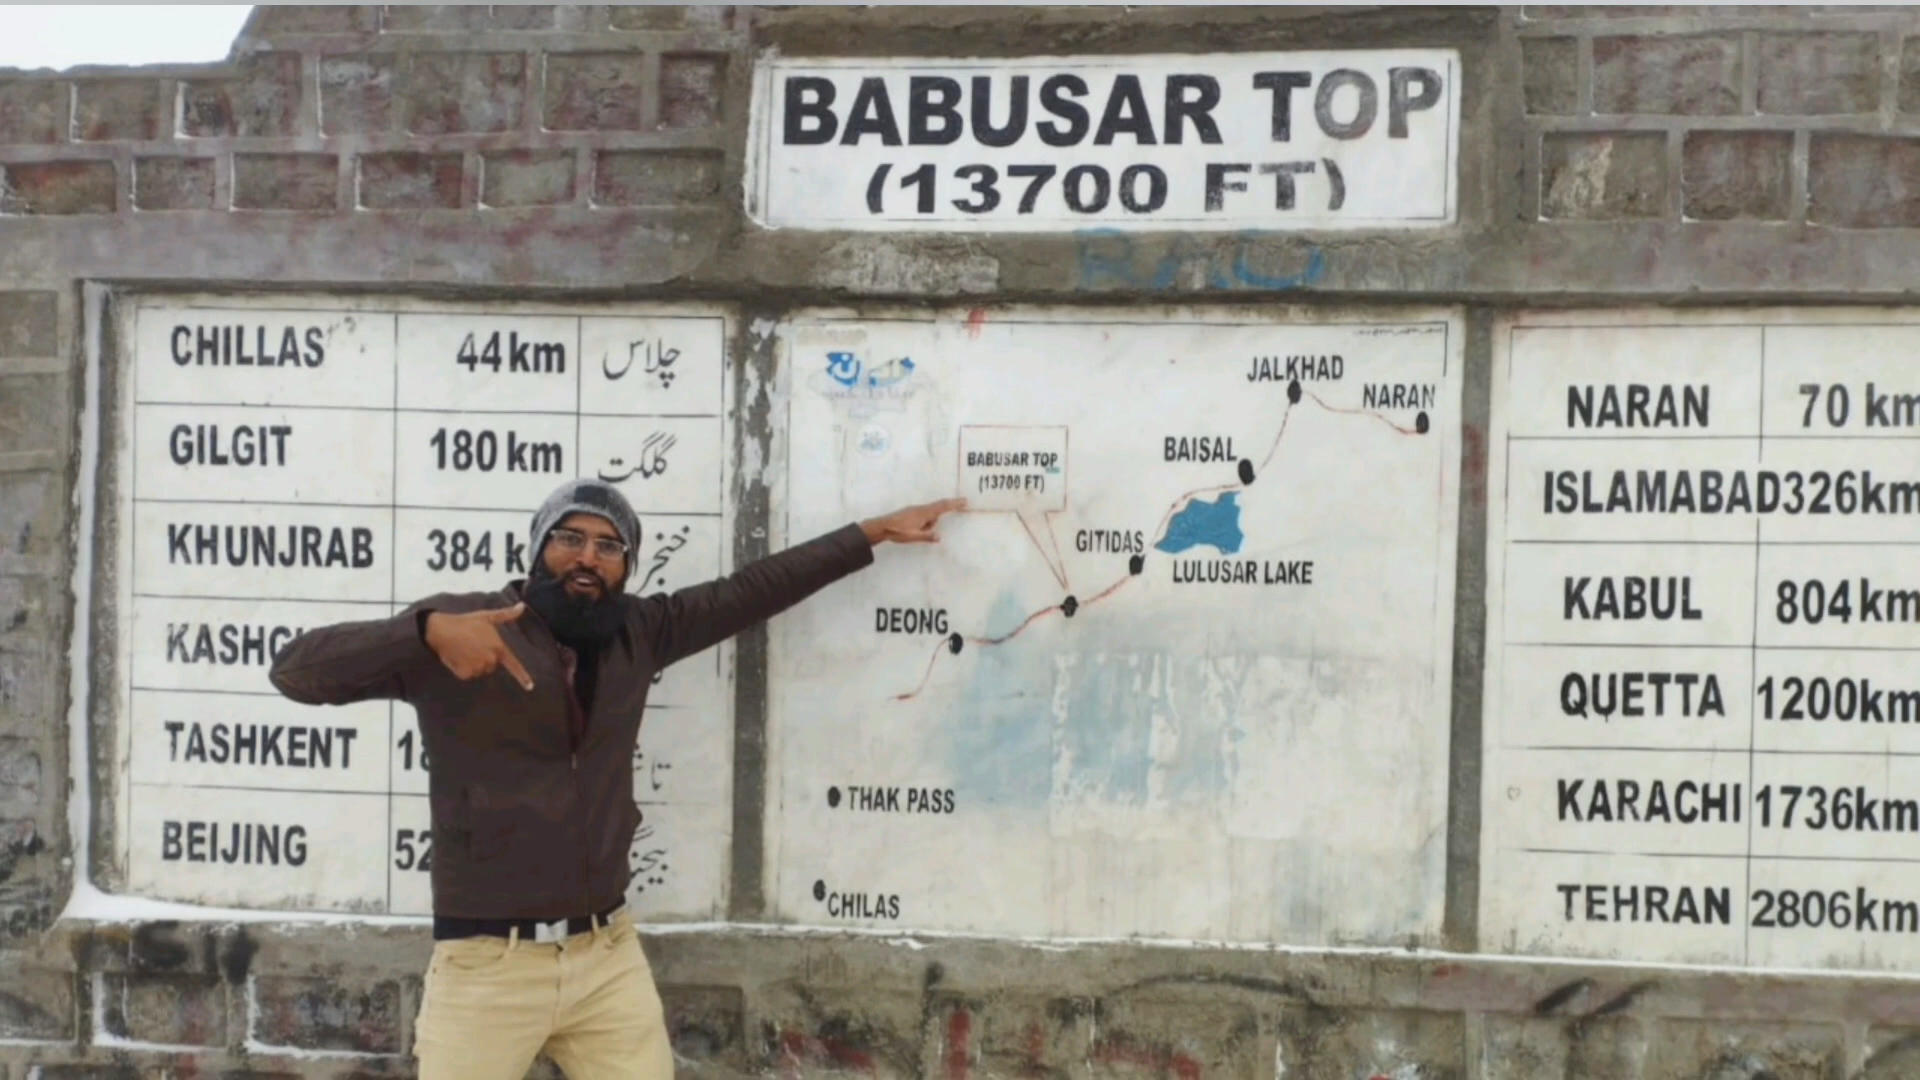 BABUSAR TOP
(13700 FT)
CHILLAS 44km چلاس
GILGIT 180 km گلگت
KHUNJRAB 384
TASHKENT
BEIJING
JALKHAD
NARAN
BAISAL
BABUSAR TOP
(13700 FT)
GITIDAS
LULUSAR LAKE
DEONG
THAK PASS
CHILAS
NARAN 70 km
ISLAMABAD 326km
KABUL 804km
QUETTA 1200km
KARACHI 1736km
TEHRAN 2806km